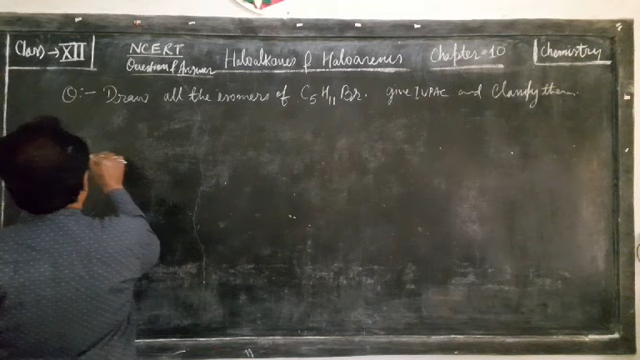 Class → XII
NCERT
Question & Answer
Haloalkanes & Haloarenes
Chapter - 10
Chemistry
Q:- Draw all the isomers of C5H11Br. give IUPAC and Classify them.